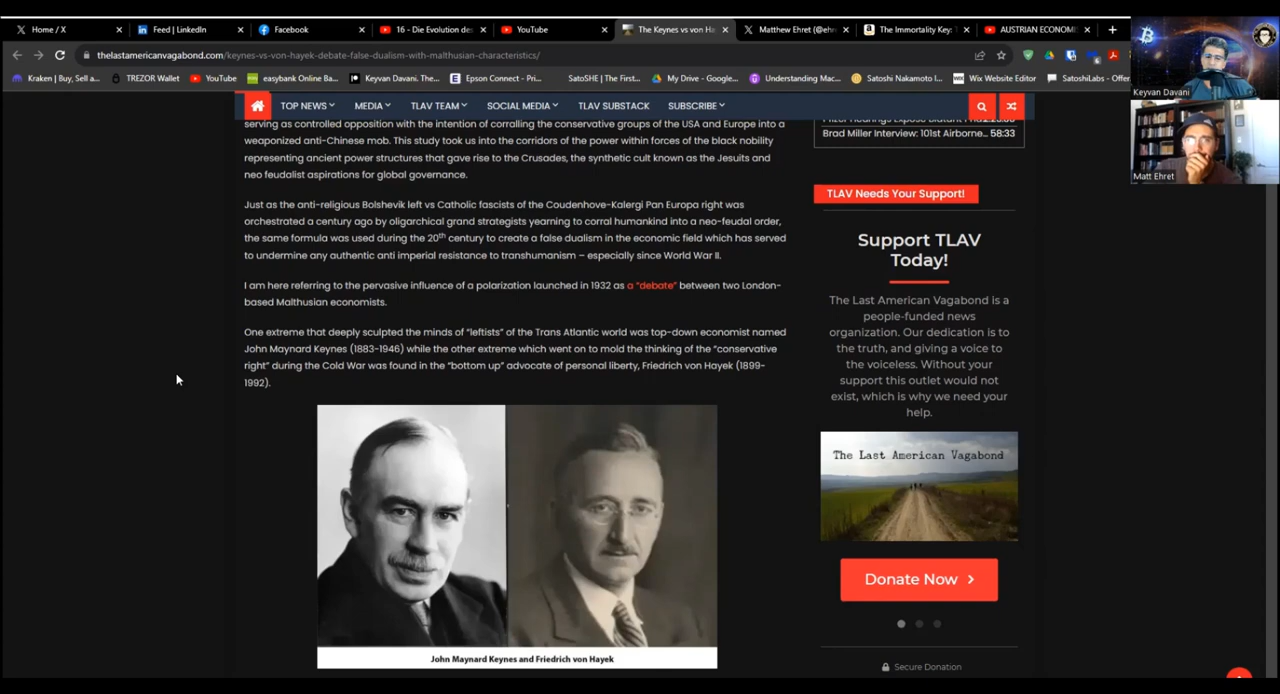 Home / X
Feed | LinkedIn
Facebook
16 - Die Evolution des
YouTube
The Keynes vs von Ha
Matthew Ehret (@ehr
The Immortality Key:
AUSTRIAN ECONOMI
thelastamericanvagabond.com/keynes-vs-von-hayek-debate-false-dualism-with-malthusian-characteristics/
Kraken | Buy, Sell a...
TREZOR Wallet
YouTube
easybank Online Ba...
Keyvan Davani. The...
Epson Connect - Pri...
SatoSHE | The First...
My Drive - Google...
Understanding Mac...
Satoshi Nakamoto I...
Wix Website Editor
SatoshiLabs - Offer
Keyvan Davani
Matt Ehret
TOP NEWS
MEDIA
TLAV TEAM
SOCIAL MEDIA
TLAV SUBSTACK
SUBSCRIBE
serving as controlled opposition with the intention of corralling the conservative groups of the USA and Europe into a
weaponized anti-Chinese mob. This study took us into the corridors of the power within forces of the black nobility
representing ancient power structures that gave rise to the Crusades, the synthetic cult known as the Jesuits and
neo feudalist aspirations for global governance.
Just as the anti-religious Bolshevik left vs Catholic fascists of the Coudenhove-Kalergi Pan Europa right was
orchestrated a century ago by oligarchical grand strategists yearning to corral humankind into a neo-feudal order,
the same formula was used during the 20th century to create a false dualism in the economic field which has served
to undermine any authentic anti imperial resistance to transhumanism – especially since World War II.
I am here referring to the pervasive influence of a polarization launched in 1932 as a “debate” between two London-
based Malthusian economists.
One extreme that deeply sculpted the minds of “leftists” of the Trans Atlantic world was top-down economist named
John Maynard Keynes (1883-1946) while the other extreme which went on to mold the thinking of the “conservative
right” during the Cold War was found in the “bottom up” advocate of personal liberty, Friedrich von Hayek (1899-
1992).
John Maynard Keynes and Friedrich von Hayek
Brad Miller Interview: 101st Airborne... 58:33
TLAV Needs Your Support!
Support TLAV
Today!
The Last American Vagabond is a
people-funded news
organization. Our dedication is to
the truth, and giving a voice to
the voiceless. Without your
support this outlet would not
exist, which is why we need your
help.
The Last American Vagabond
Donate Now
Secure Donation